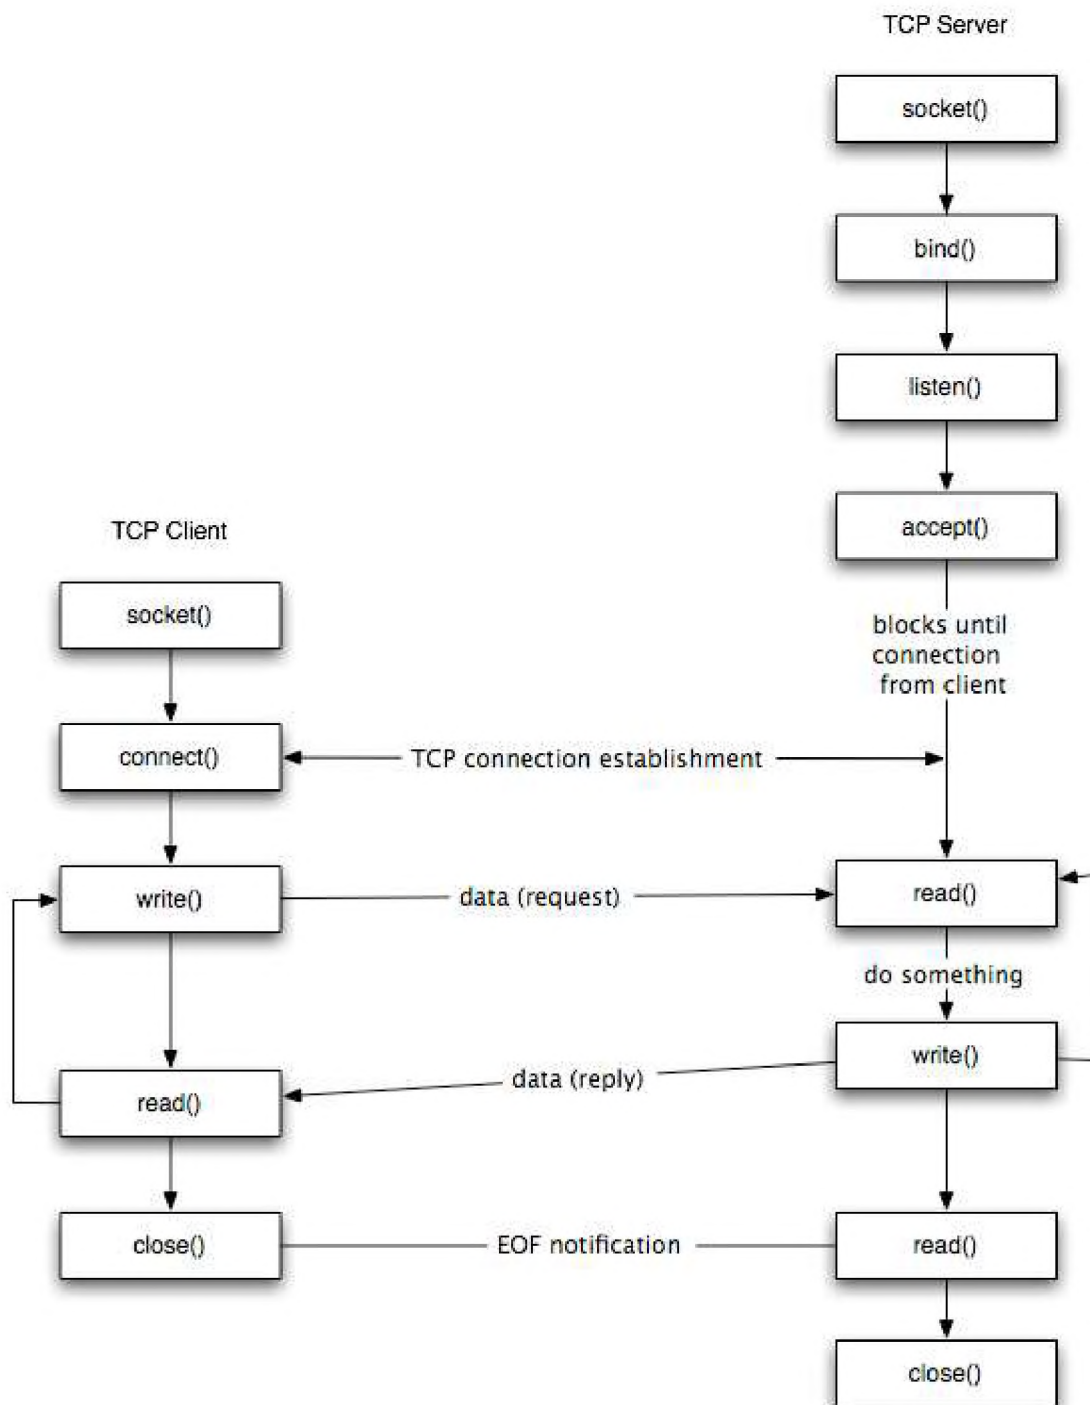 TCP Server
socket()
bind()
listen()
accept()
blocks until
connection
from client
TCP Client
socket()
connect()
TCP connection establishment
write()
data (request)
read()
do something
write()
data (reply)
read()
close()
EOF notification
read()
close()